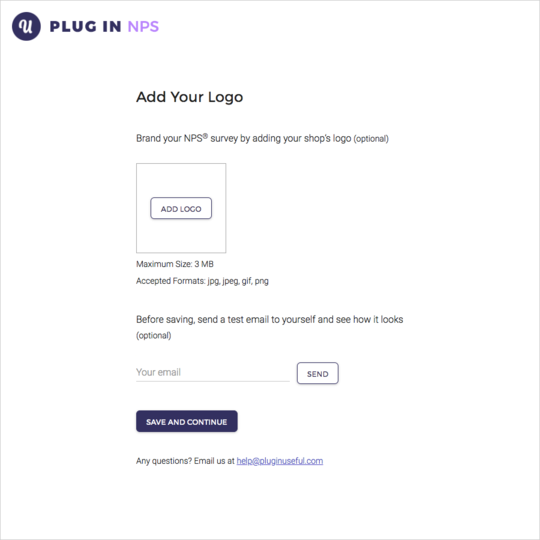 U PLUG IN NPS
Add Your Logo
Brand your NPS® survey by adding your shop's logo (optional)
ADD LOGO
Maximum Size: 3 MB
Accepted Formats: jpg, jpeg, gif, png
Before saving, send a test email to yourself and see how it looks
(optional)
Your email
SEND
SAVE AND CONTINUE
Any questions? Email us at help@pluginuseful.com